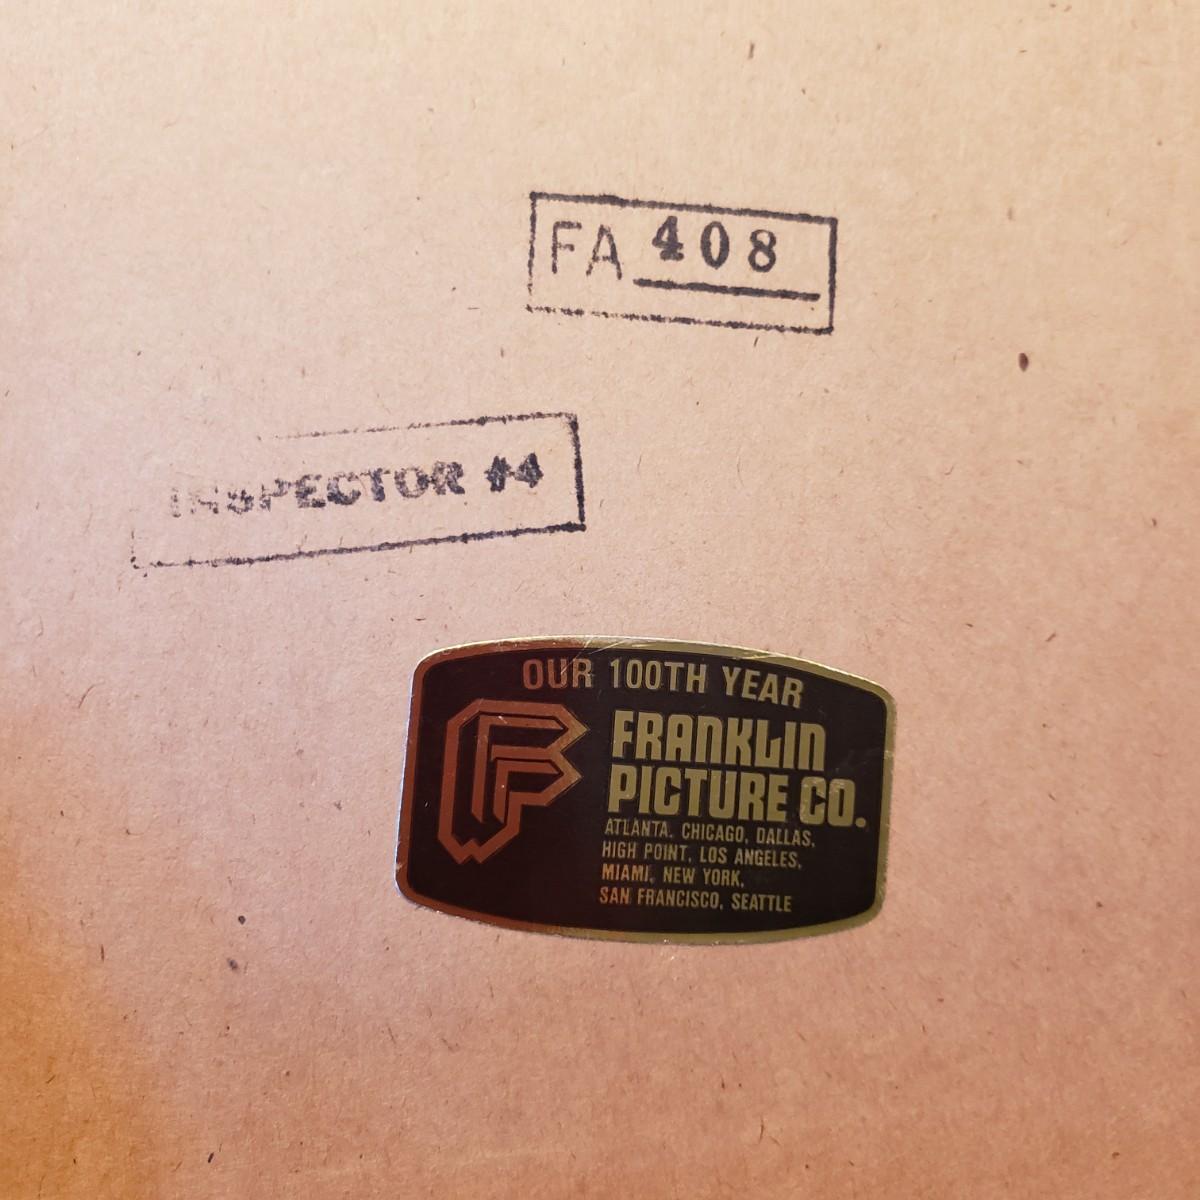 FA 408
INSPECTOR #4
OUR 100TH YEAR
FRANKLIN
PICTURE CO.
ATLANTA, CHICAGO, DALLAS,
HIGH POINT, LOS ANGELES,
MIAMI, NEW YORK,
SAN FRANCISCO, SEATTLE